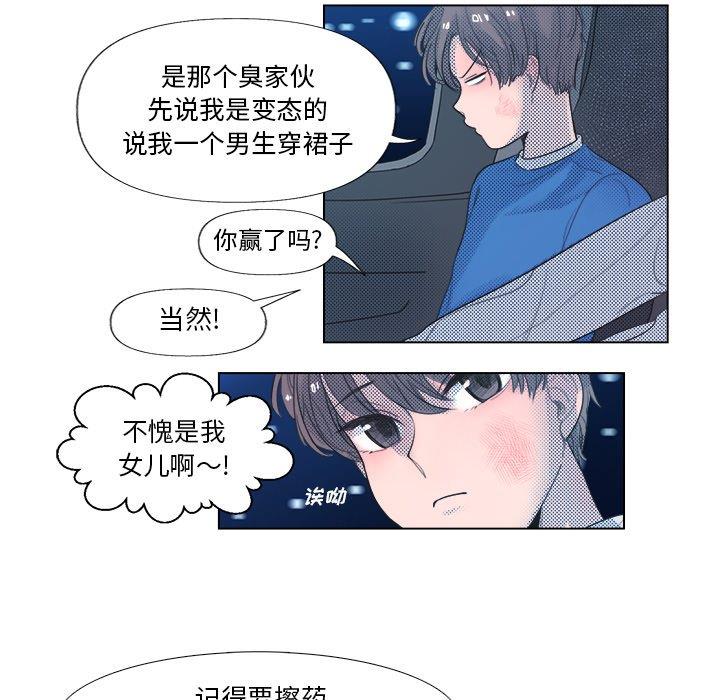 是那个臭家伙
先说我是变态的
说我一个男生穿裙子
你赢了吗?
当然!
不愧是我
女儿啊～!
诶呦
记得要擦药